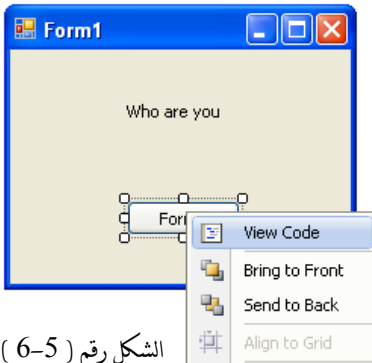 Form1
Who are you
For
View Code
Bring to Front
Send to Back
Align to Grid
الشكل رقم ( 5-6 )